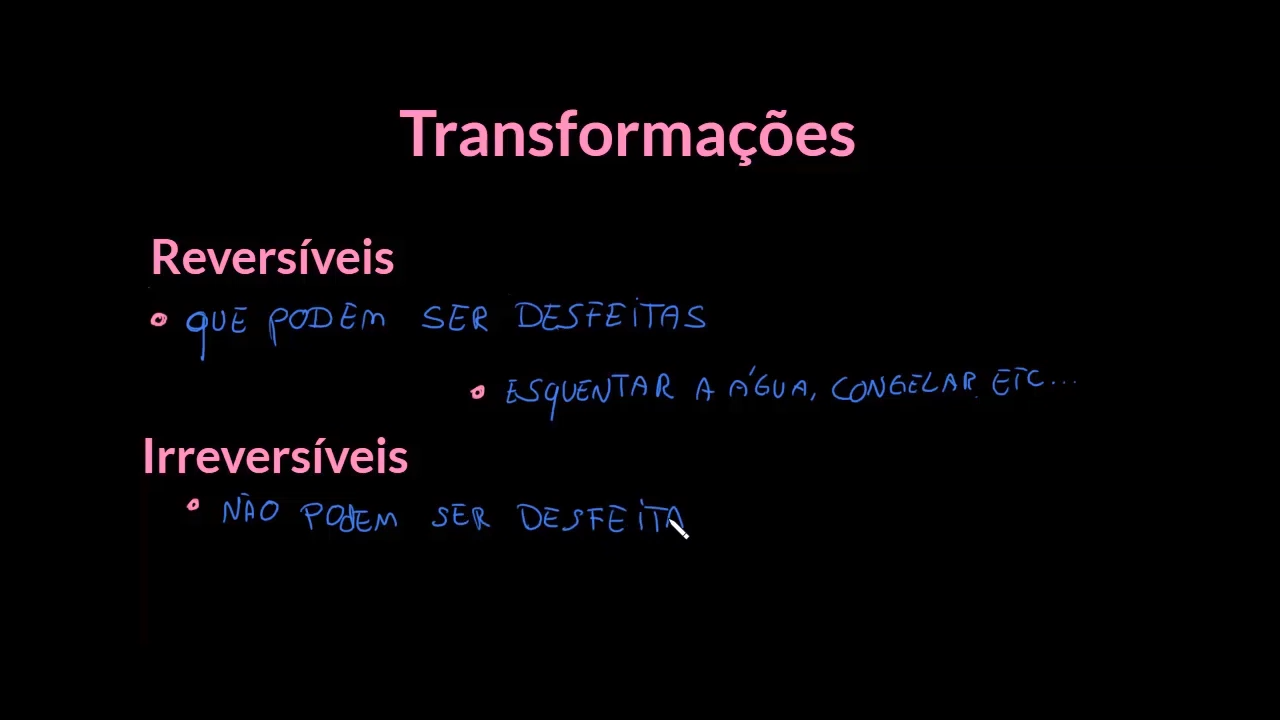 Transformações
Reversíveis
QUE PODEM SER DESFEITAS
ESQUENTAR A ÁGUA, CONGELAR ETC...
Irreversíveis
NÃO PODEM SER DESFEITA